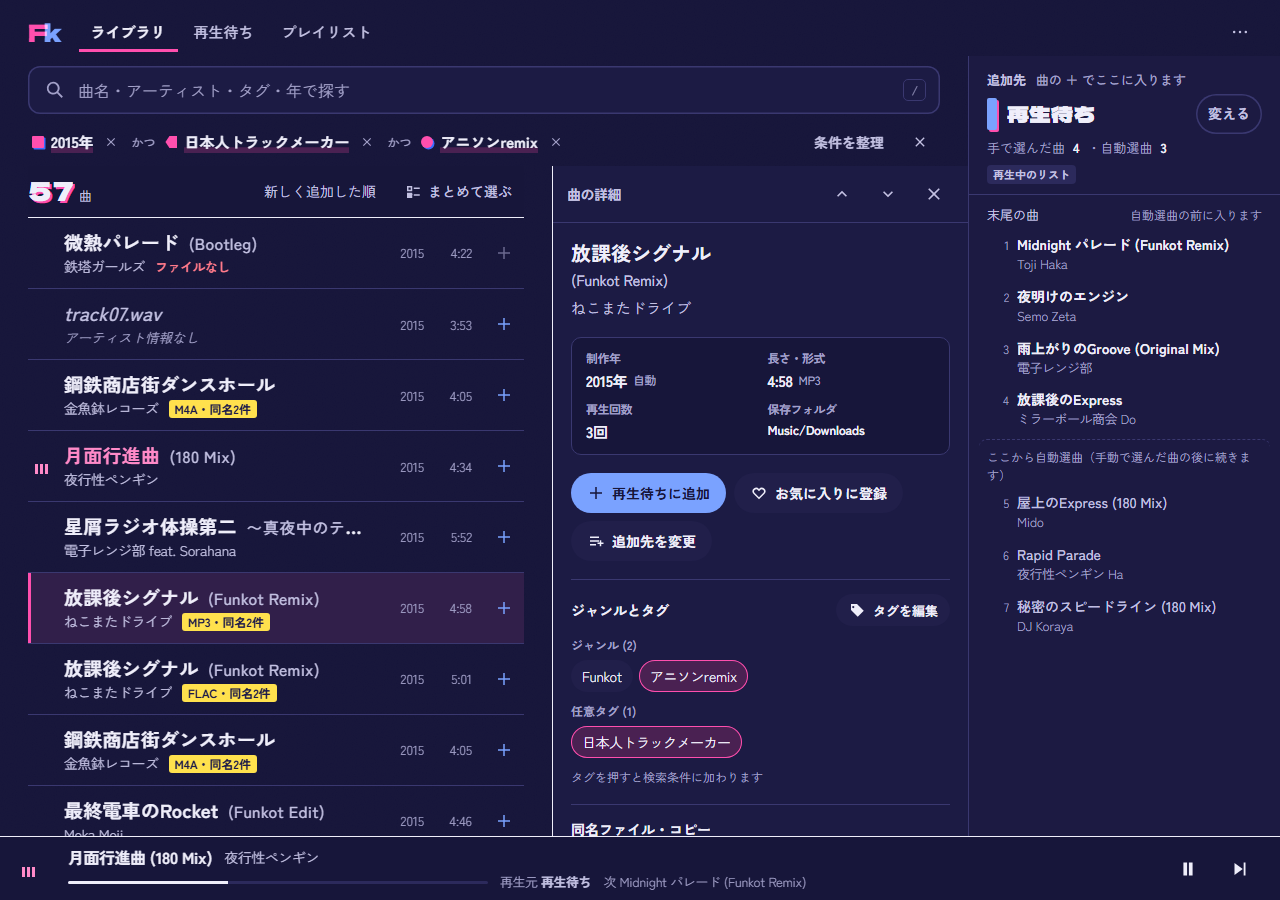 Fk ライブラリ 再生待ち プレイリスト …
曲名・アーティスト・タグ・年で探す /
2015年 × かつ 日本人トラックメーカー × かつ アニソンremix × 条件を整理 ×
57 曲 新しく追加した順 まとめて選ぶ
微熱パレード (Bootleg)
鉄塔ガールズ ファイルなし
2015 4:22 +
track07.wav
アーティスト情報なし
2015 3:53 +
鋼鉄商店街ダンスホール
金魚鉢レコーズ M4A・同名2件
2015 4:05 +
月面行進曲 (180 Mix)
夜行性ペンギン
2015 4:34 +
星屑ラジオ体操第二 〜真夜中のテ…
電子レンジ部 feat. Sorahana
2015 5:52 +
放課後シグナル (Funkot Remix)
ねこまたドライブ MP3・同名2件
2015 4:58 +
放課後シグナル (Funkot Remix)
ねこまたドライブ FLAC・同名2件
2015 5:01 +
鋼鉄商店街ダンスホール
金魚鉢レコーズ M4A・同名2件
2015 4:05 +
最終電車のRocket (Funkot Edit)
Moka Moji
2015 4:46 +
曲の詳細
放課後シグナル
(Funkot Remix)
ねこまたドライブ
制作年 長さ・形式
2015年 自動 4:58 MP3
再生回数 保存フォルダ
3回 Music/Downloads
+ 再生待ちに追加 お気に入りに登録
追加先を変更
ジャンルとタグ タグを編集
ジャンル (2)
Funkot アニソンremix
任意タグ (1)
日本人トラックメーカー
タグを押すと検索条件に加わります
同名ファイル・コピー
追加先 曲の + でここに入ります
再生待ち 変える
手で選んだ曲 4 ・自動選曲 3
再生中のリスト
末尾の曲 自動選曲の前に入ります
1 Midnight パレード (Funkot Remix)
Toji Haka
2 夜明けのエンジン
Semo Zeta
3 雨上がりのGroove (Original Mix)
電子レンジ部
4 放課後のExpress
ミラーボール商会 Do
ここから自動選曲（手動で選んだ曲の後に続きま
す）
5 屋上のExpress (180 Mix)
Mido
6 Rapid Parade
夜行性ペンギン Ha
7 秘密のスピードライン (180 Mix)
DJ Koraya
月面行進曲 (180 Mix) 夜行性ペンギン
再生元 再生待ち 次 Midnight パレード (Funkot Remix)